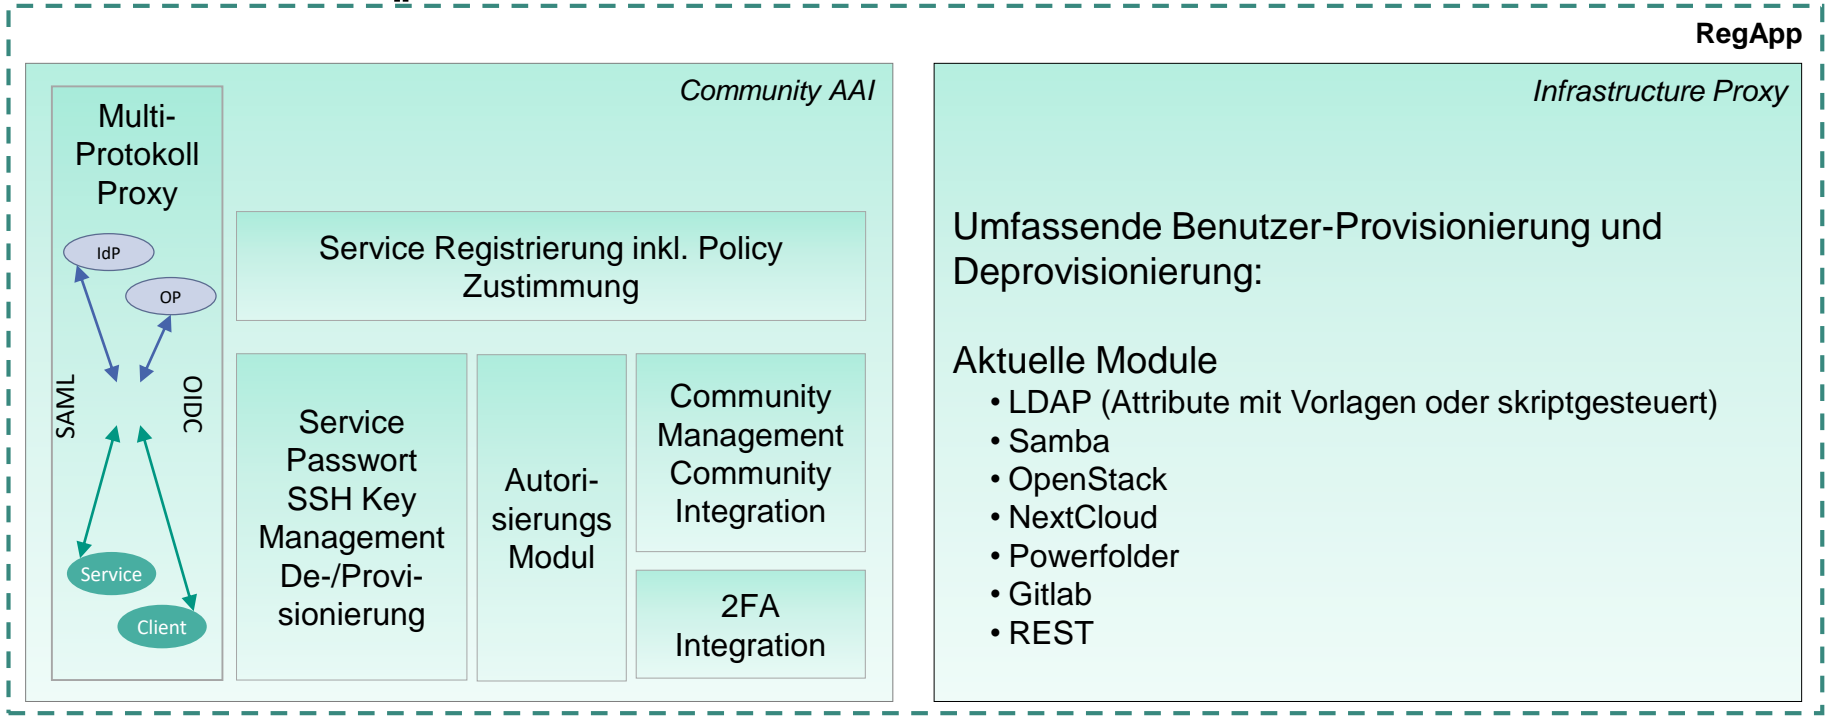 RegApp
Community AAI
Multi-
Protokoll
Proxy
IdP
OP
SAML
OIDC
Service
Client
Service Registrierung inkl. Policy
Zustimmung
Service
Passwort
SSH Key
Management
De-/Provi-
sionierung
Autori-
sierungs
Modul
Community
Management
Community
Integration
2FA
Integration
Infrastructure Proxy
Umfassende Benutzer-Provisionierung und
Deprovisionierung:
Aktuelle Module
• LDAP (Attribute mit Vorlagen oder skriptgesteuert)
• Samba
• OpenStack
• NextCloud
• Powerfolder
• Gitlab
• REST